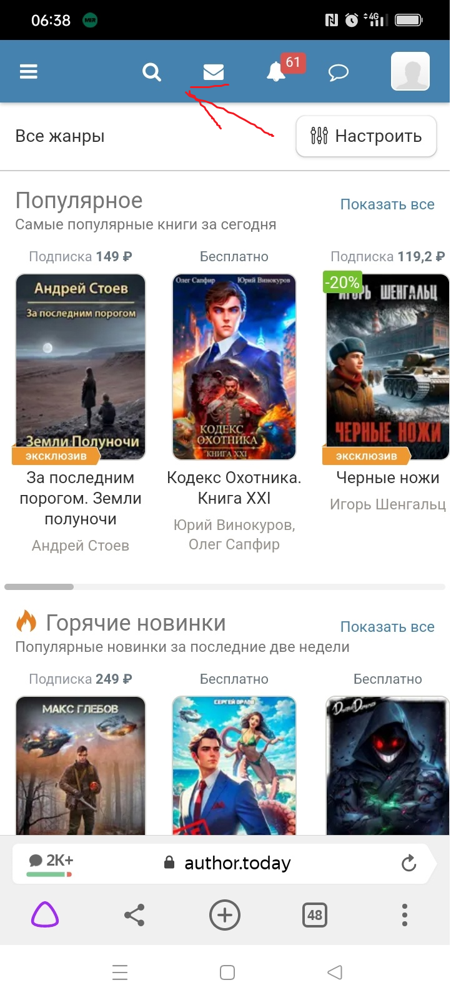 06:38
MIR
4G
61
Все жанры
Настроить
Популярное
Показать все
Самые популярные книги за сегодня
Подписка 149 ₽
Бесплатно
Подписка 119,2 ₽
Андрей Стоев
За последним порогом
Земли Полуночи
эксклюзив
Олег Сапфир Юрий Винокуров
КОДЕКС
ОХОТНИКА
КНИГА XXI
-20%
ИГОРЬ ШЕНГАЛЬЦ
ЧЕРНЫЕ НОЖИ
эксклюзив
За последним
порогом. Земли
полуночи
Андрей Стоев
Кодекс Охотника.
Книга XXI
Юрий Винокуров,
Олег Сапфир
Черные ножи
Игорь Шенгальц
Горячие новинки
Показать все
Популярные новинки за последние две недели
Подписка 249 ₽
Бесплатно
Бесплатно
МАКС ГЛЕБОВ
СЕРГЕЙ ОРЛОВ
2K+
author.today
48